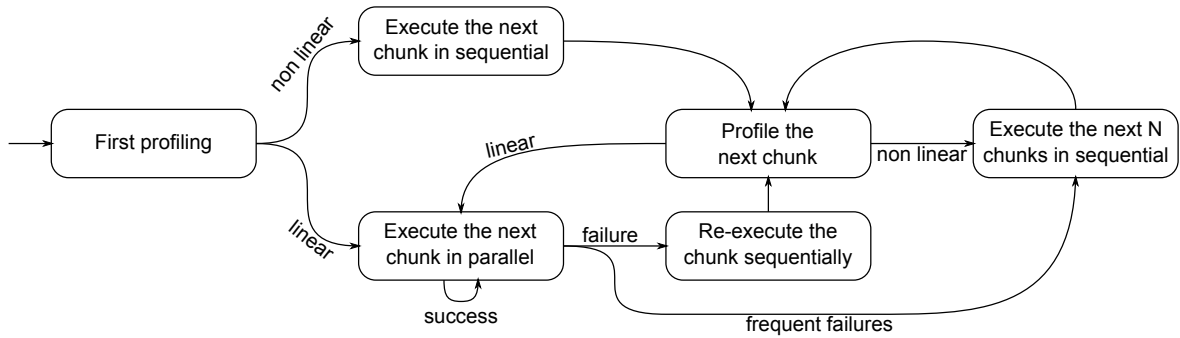 Execute the next
chunk in sequential
non linear
First profiling
linear
Profile the
next chunk
non linear
Execute the next N
chunks in sequential
linear
Execute the next
chunk in parallel
failure
Re-execute the
chunk sequentially
success
frequent failures